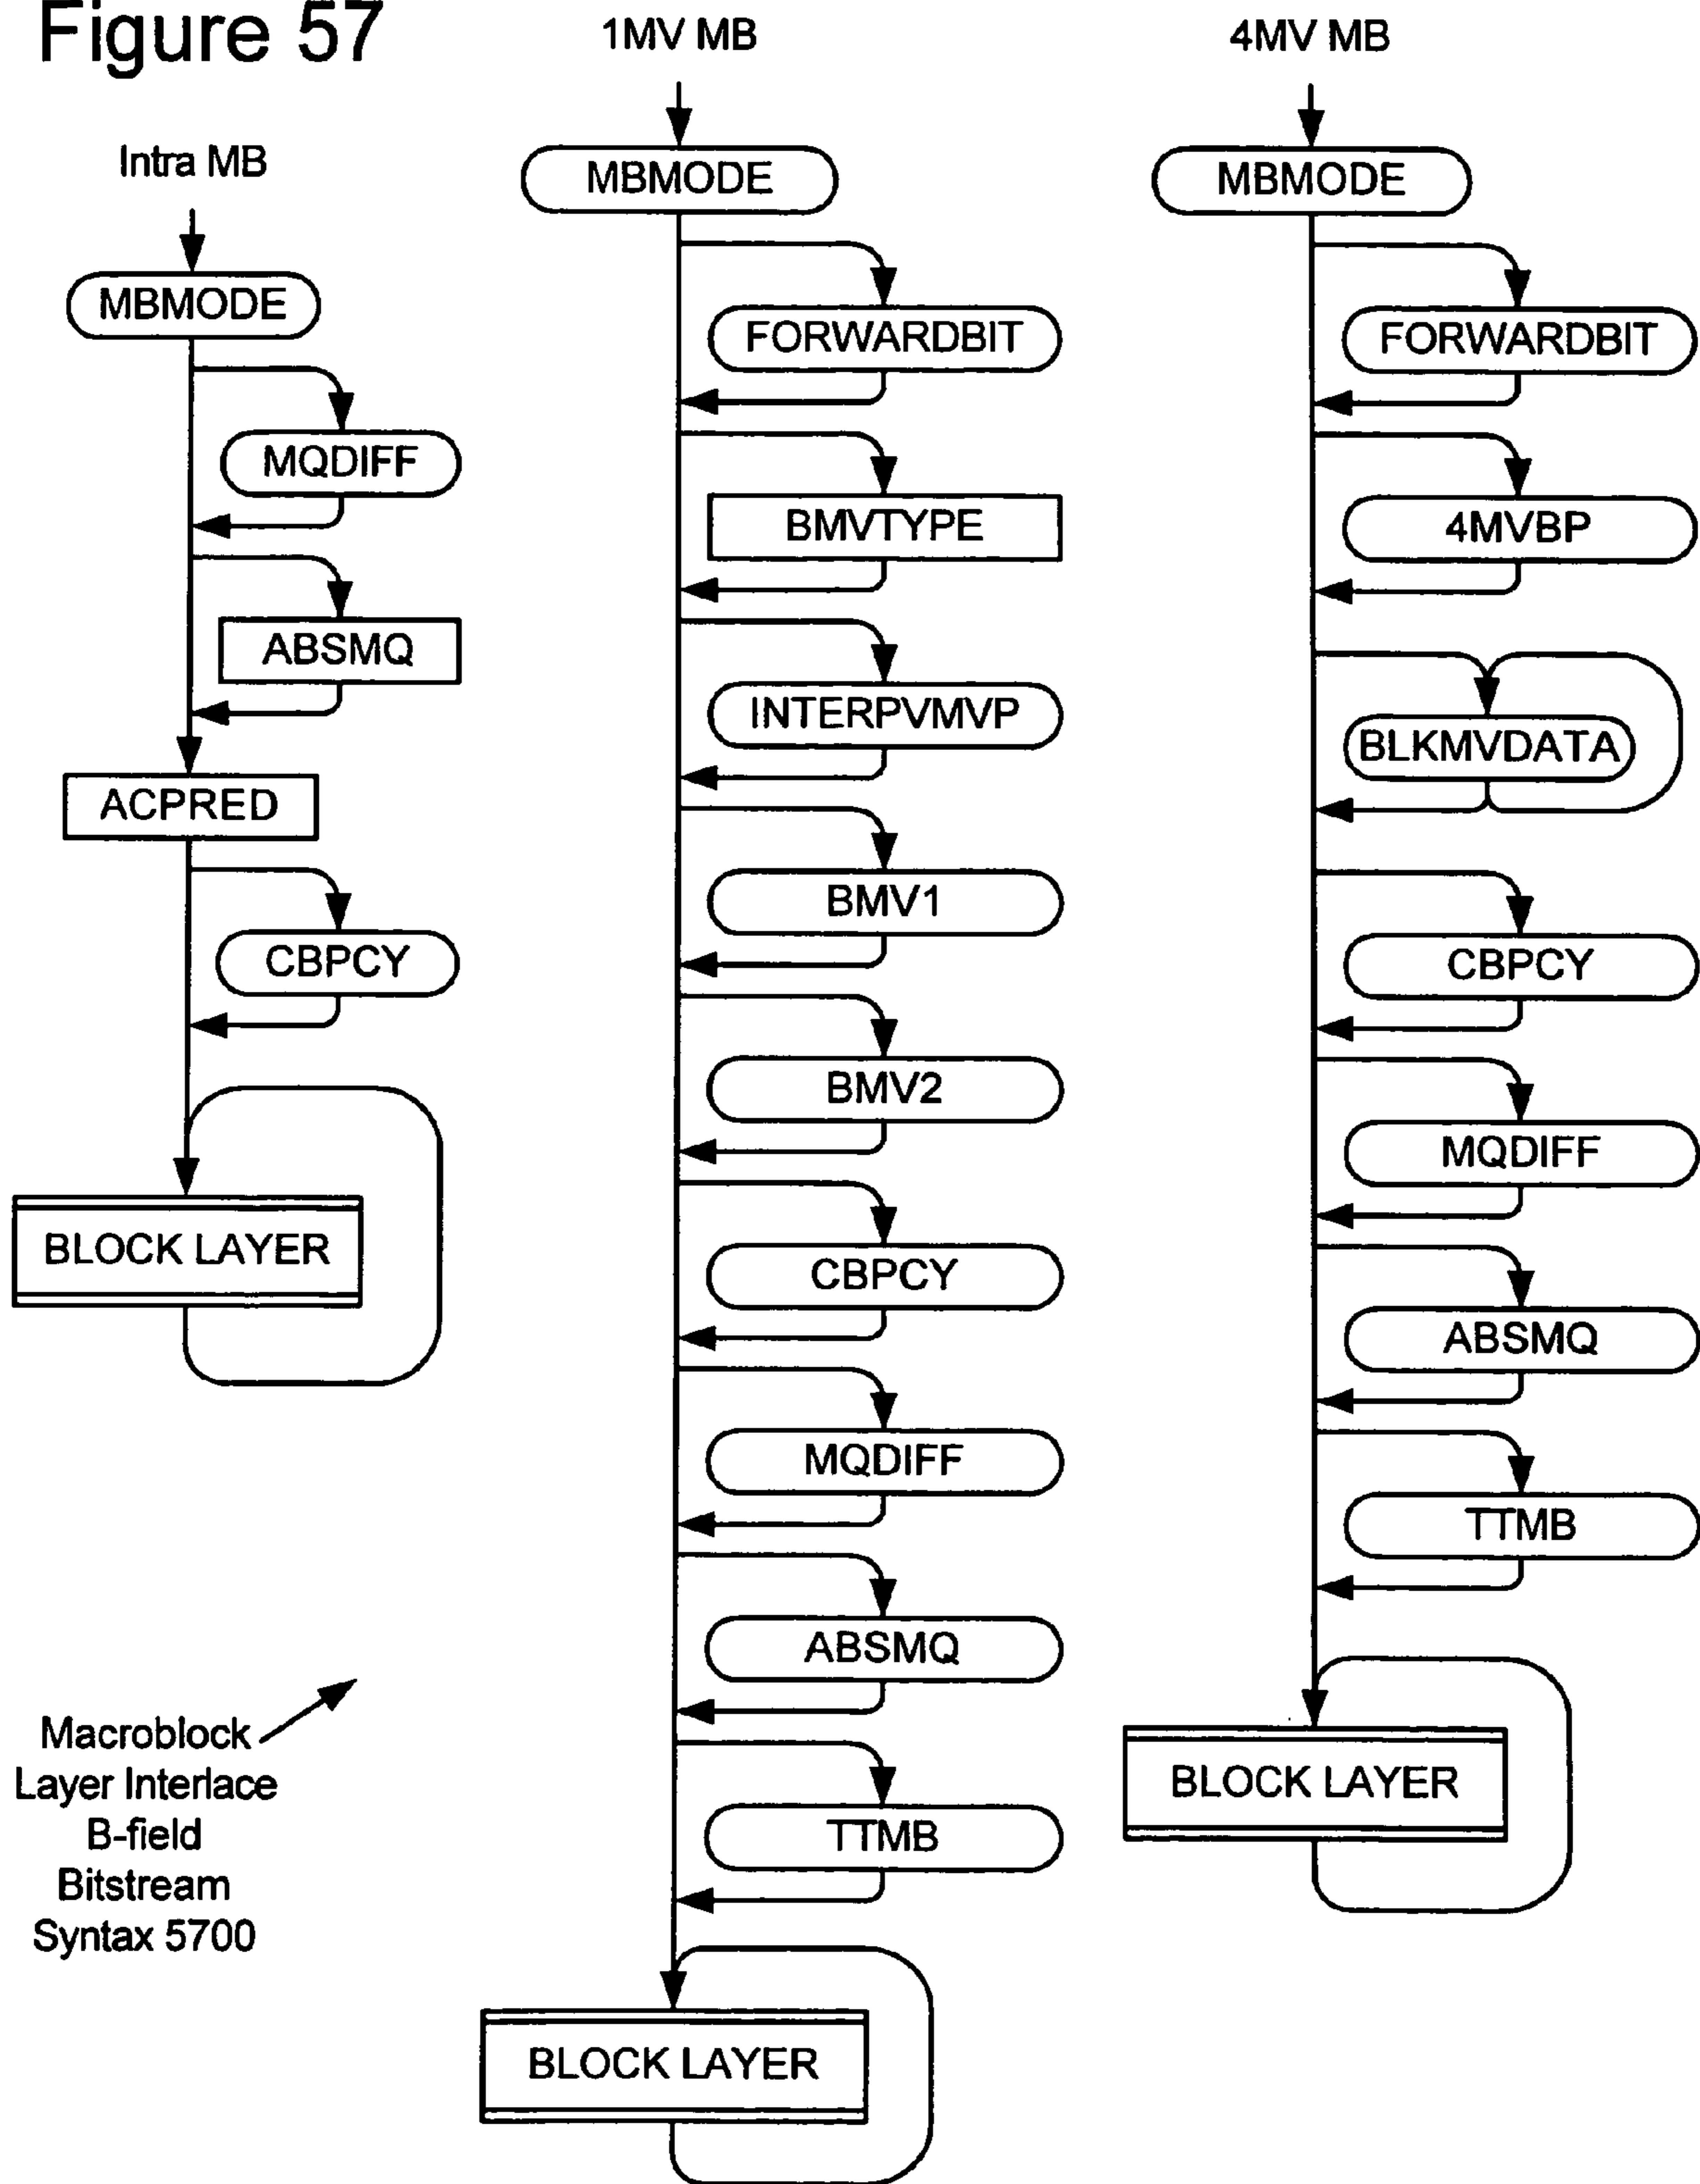 Figure 57
Intra MB
MBMODE
MQDIFF
ABSMQ
ACPRED
CBPCY
BLOCK LAYER
Macroblock
Layer Interlace
B-field
Bitstream
Syntax 5700
1MV MB
MBMODE
FORWARDBIT
BMVTYPE
INTERPVMVP
BMV1
BMV2
CBPCY
MQDIFF
ABSMQ
TTMB
BLOCK LAYER
4MV MB
MBMODE
FORWARDBIT
4MVBP
BLKMVDATA
CBPCY
MQDIFF
ABSMQ
TTMB
BLOCK LAYER